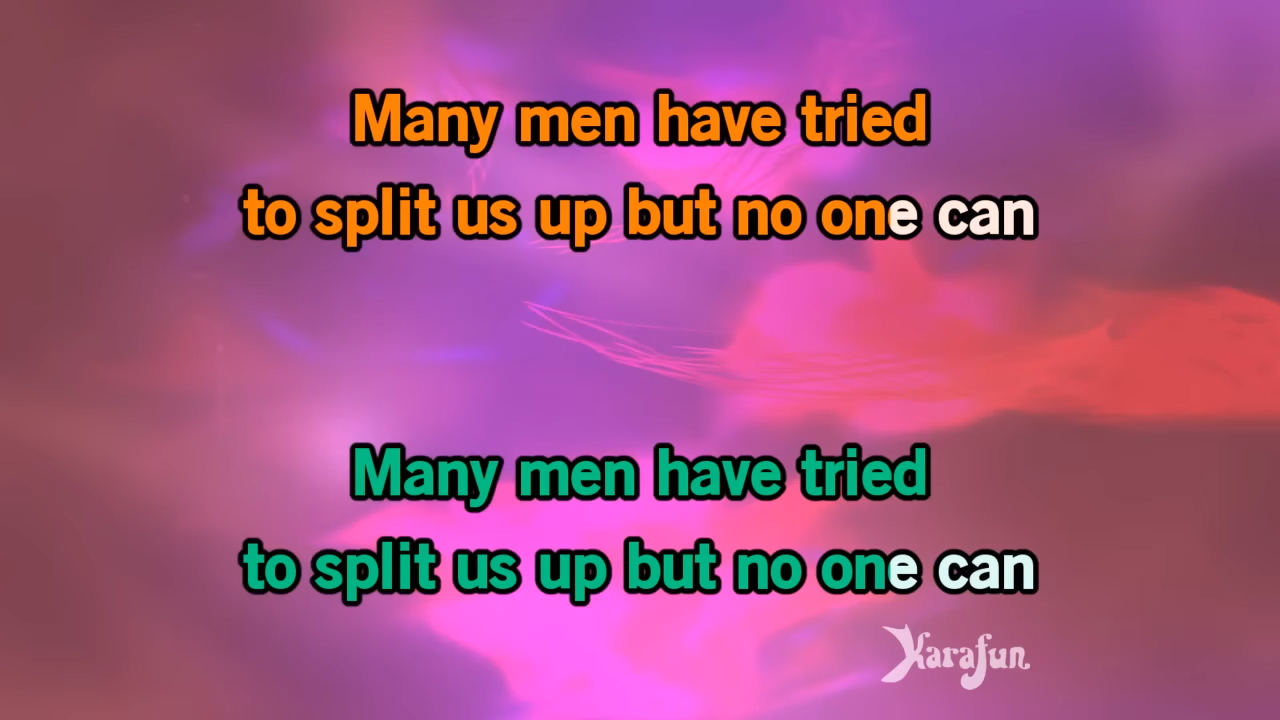 Many men have tried
to split us up but no one can
Many men have tried
to split us up but no one can
Karafun